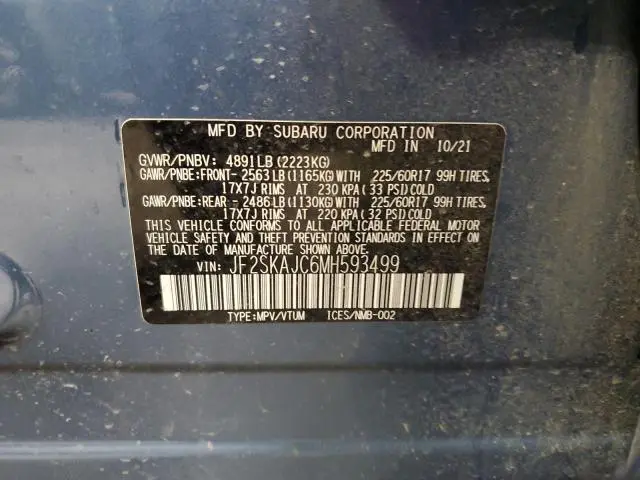 MFD BY SUBARU CORPORATION
MFD IN 10/21
GVWR/PNBV: 4891LB (2223KG)
GAWR/PNBE:FRONT- 2563LB (1165KG)WITH 225/60R17 99H TIRES,
17X7J RIMS AT 230 KPA(33 PSI)COLD
GAWR/PNBE:REAR - 2486LB(1130KG)WITH 225/60R17 99H TIRES,
17X7J RIMS AT 220 KPA(32 PSI)COLD
THIS VEHICLE CONFORMS TO ALL APPLICABLE FEDERAL MOTOR
VEHICLE SAFETY AND THEFT PREVENTION STANDARDS IN EFFECT ON
THE DATE OF MANUFACTURE SHOWN ABOVE.
VIN: JF2SKAJC6MH593499
TYPE:MPV/VTUM ICES/NMB-002